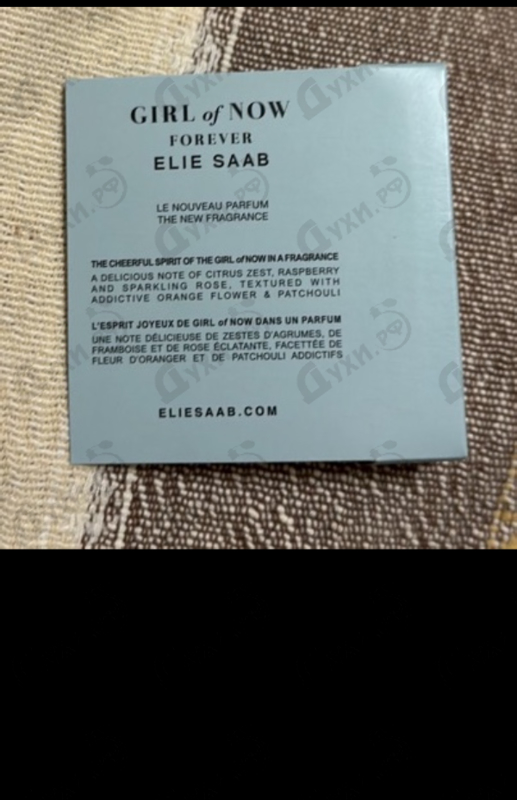 GIRL of NOW
FOREVER
ELIE SAAB
LE NOUVEAU PARFUM
THE NEW FRAGRANCE
THE CHEERFUL SPIRIT OF THE GIRL of NOW IN A FRAGRANCE
A DELICIOUS NOTE OF CITRUS ZEST, RASPBERRY
AND SPARKLING ROSE, TEXTURED WITH
ADDICTIVE ORANGE FLOWER & PATCHOULI
L'ESPRIT JOYEUX DE GIRL of NOW DANS UN PARFUM
UNE NOTE DÉLICIEUSE DE ZESTES D'AGRUMES, DE
FRAMBOISE ET DE ROSE ÉCLATANTE, FACETTÉE DE
FLEUR D'ORANGER ET DE PATCHOULI ADDICTIFS
ELIESAAB.COM
Духи.рф